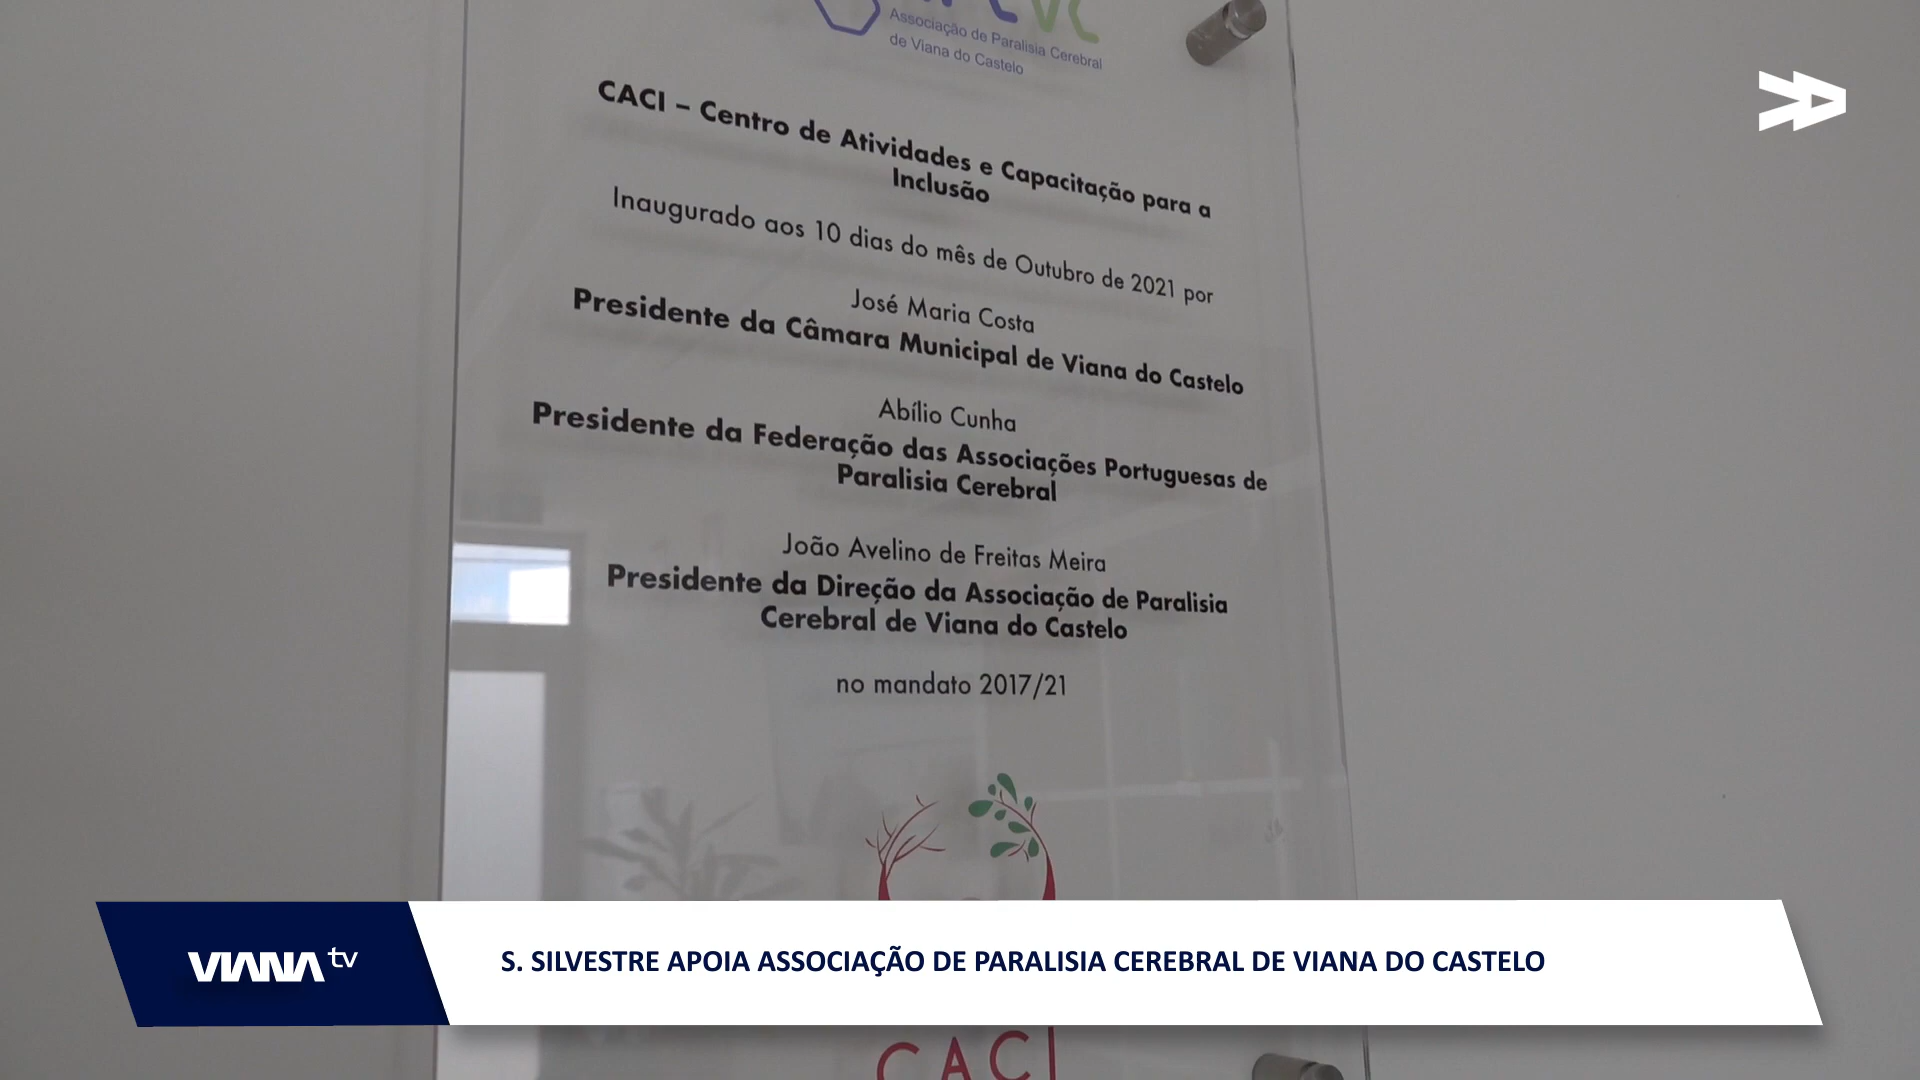 Associação de Paralisia Cerebral
de Viana do Castelo
CACI – Centro de Atividades e Capacitação para a
Inclusão
Inaugurado aos 10 dias do mês de Outubro de 2021 por
José Maria Costa
Presidente da Câmara Municipal de Viana do Castelo
Abílio Cunha
Presidente da Federação das Associações Portuguesas de
Paralisia Cerebral
João Avelino de Freitas Meira
Presidente da Direção da Associação de Paralisia
Cerebral de Viana do Castelo
no mandato 2017/21
VIANA tv
S. SILVESTRE APOIA ASSOCIAÇÃO DE PARALISIA CEREBRAL DE VIANA DO CASTELO
CACI